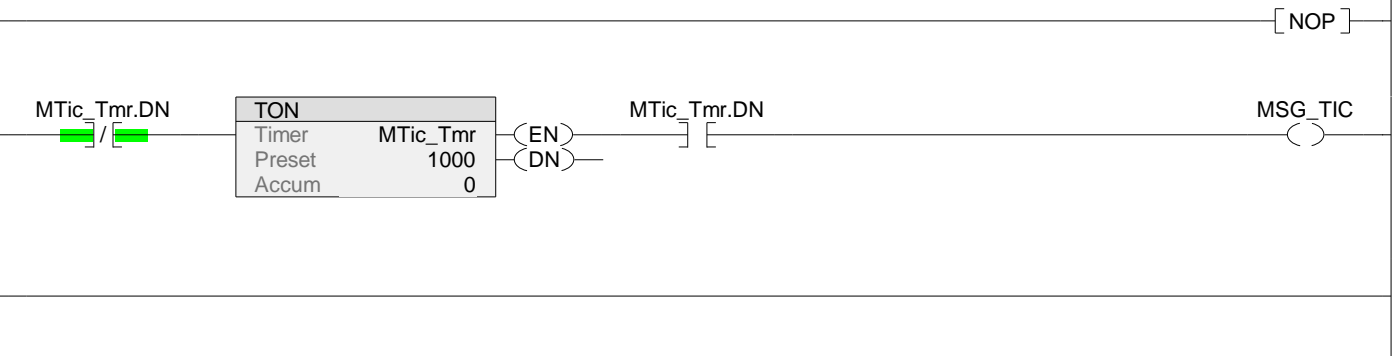 NOP
MTic_Tmr.DN
TON
MTic_Tmr.DN
MSG_TIC
/
Timer MTic_Tmr
EN
Preset 1000
DN
Accum 0